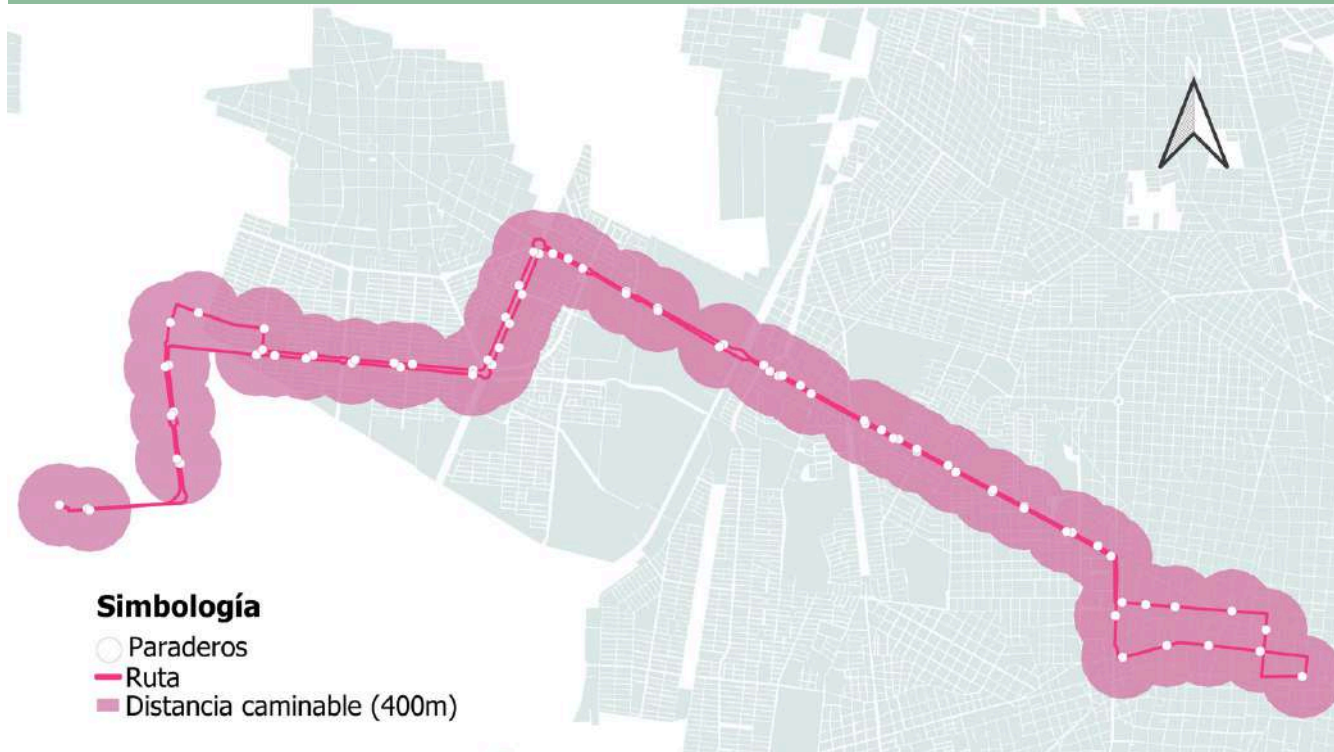 N
Simbología
Paraderos
Ruta
Distancia caminable (400m)